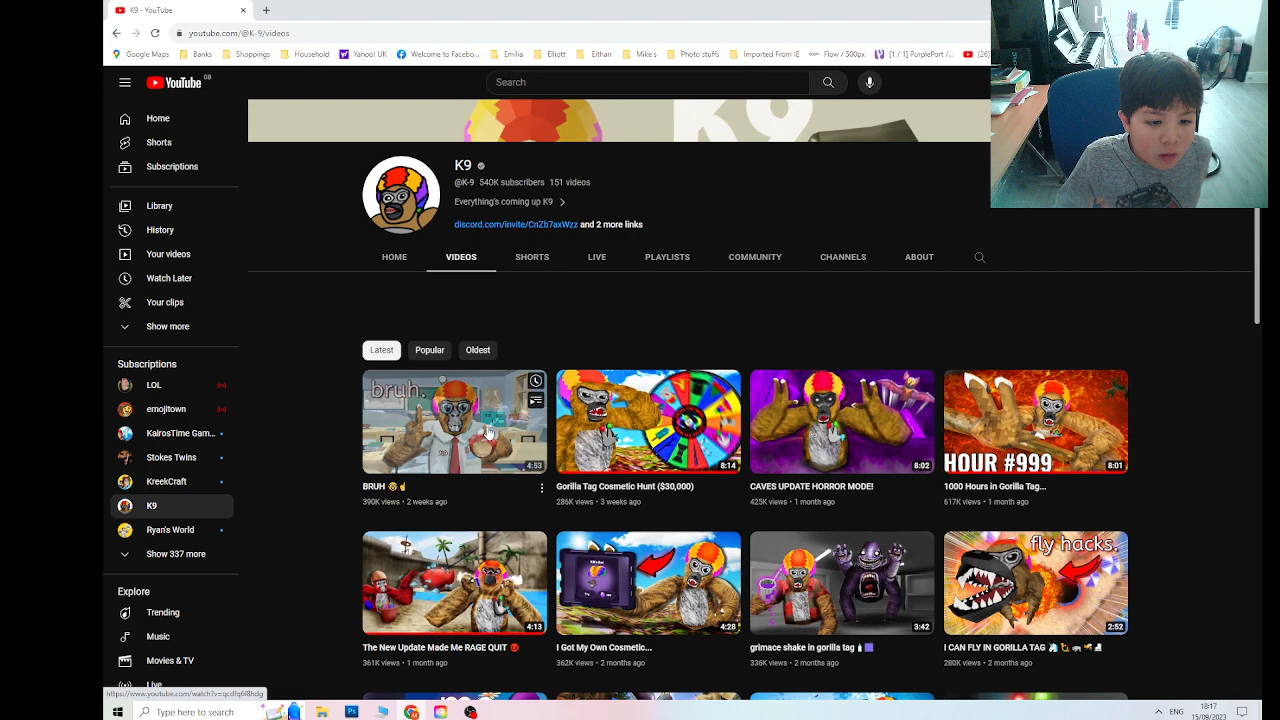 K9 - YouTube
youtube.com/@K-9/videos
Google Maps Banks Shoppings Household Yahoo! UK Welcome to Facebo... Emilia Elliott Eithan Mike's Photo stuffs Imported From IE Flow / 500px [1 / 1] PurplePort /...
YouTube GB
Search
K9
Home
Shorts
Subscriptions
Library
History
Your videos
Watch Later
Your clips
Show more
Subscriptions
LOL
emojitown
KairosTime Gam...
Stokes Twins
KreekCraft
K9
Ryan's World
Show 337 more
Explore
Trending
Music
Movies & TV
Live
K9
@K-9 540K subscribers 151 videos
Everything's coming up K9
discord.com/invite/CnZb7axWzz and 2 more links
HOME VIDEOS SHORTS LIVE PLAYLISTS COMMUNITY CHANNELS ABOUT
Latest Popular Oldest
bruh.
HOUR #999
4:53 8:14 8:02 8:01
BRUH Gorilla Tag Cosmetic Hunt ($30,000) CAVES UPDATE HORROR MODE! 1000 Hours in Gorilla Tag...
390K views • 2 weeks ago 286K views • 3 weeks ago 425K views • 1 month ago 617K views • 1 month ago
fly hacks.
4:13 4:28 3:42 2:52
The New Update Made Me RAGE QUIT I Got My Own Cosmetic... grimace shake in gorilla tag I CAN FLY IN GORILLA TAG
361K views • 1 month ago 362K views • 2 months ago 336K views • 2 months ago 280K views • 2 months ago
https://www.youtube.com/watch?v=qcdfq6l8hdg
Type here to search
ENG
18:17
15/09/2023